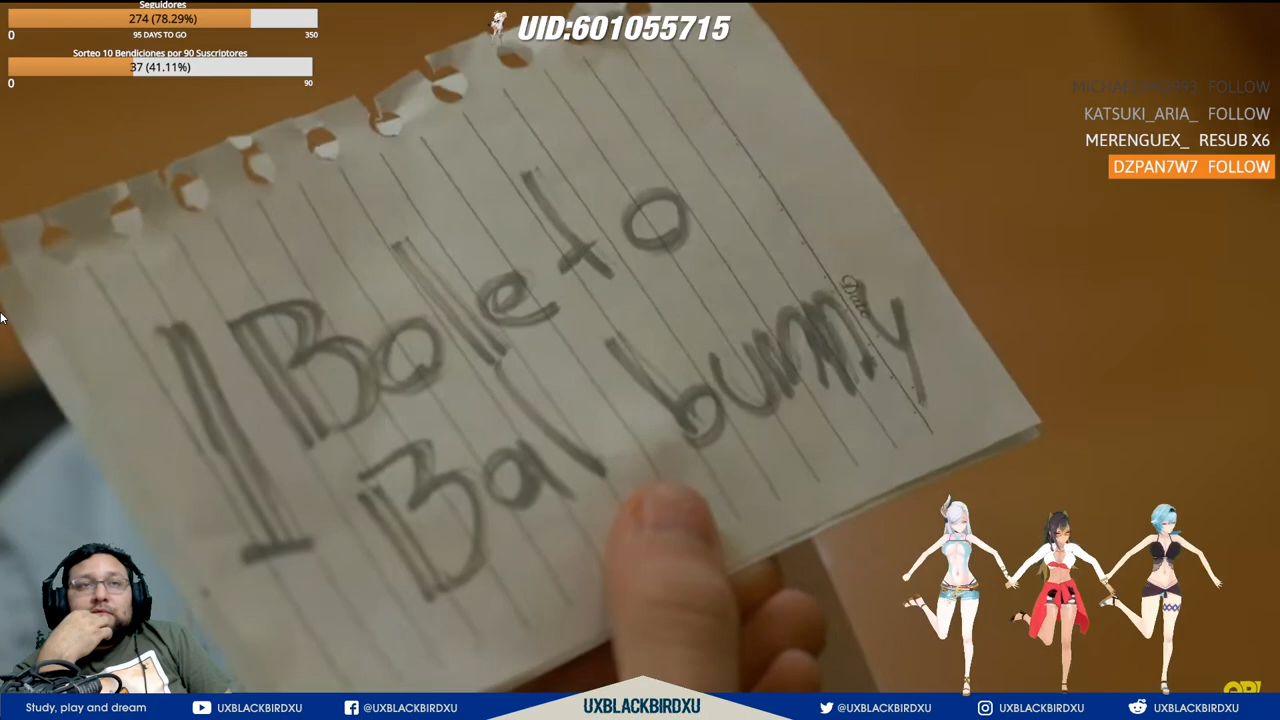 Seguidores
274 (78.29%)
0 95 DAYS TO GO 350
Sorteo 10 Bendiciones por 90 Suscriptores
37 (41.11%)
0 90
UID:601055715
KATSUKI_ARIA_ FOLLOW
MERENGUEX_ RESUB X6
DZPAN7W7 FOLLOW
1 Boleto
Bal bunny
Date
Study, play and dream
UXBLACKBIRDXU
@UXBLACKBIRDXU
UXBLACKBIRDXU
@UXBLACKBIRDXU
UXBLACKBIRDXU
UXBLACKBIRDXU